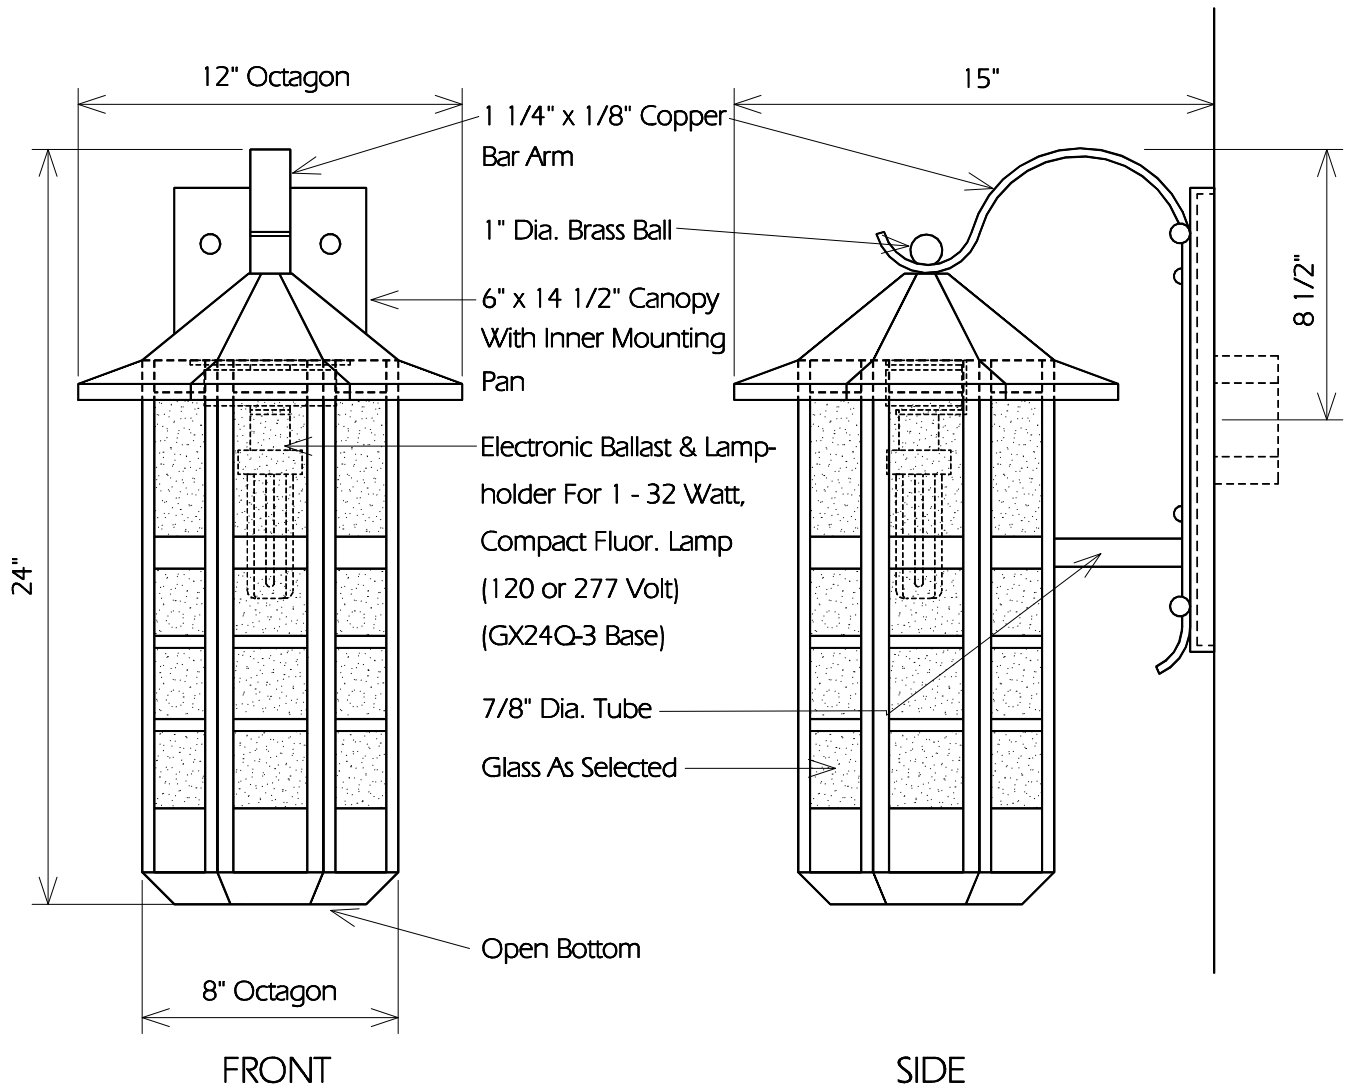 12" Octagon
15"
1 1/4" x 1/8" Copper
Bar Arm
1" Dia. Brass Ball
6" x 14 1/2" Canopy
With Inner Mounting
Pan
8 1/2"
Electronic Ballast & Lamp-
holder For 1 - 32 Watt,
Compact Fluor. Lamp
(120 or 277 Volt)
(GX24Q-3 Base)
24"
7/8" Dia. Tube
Glass As Selected
Open Bottom
8" Octagon
FRONT
SIDE